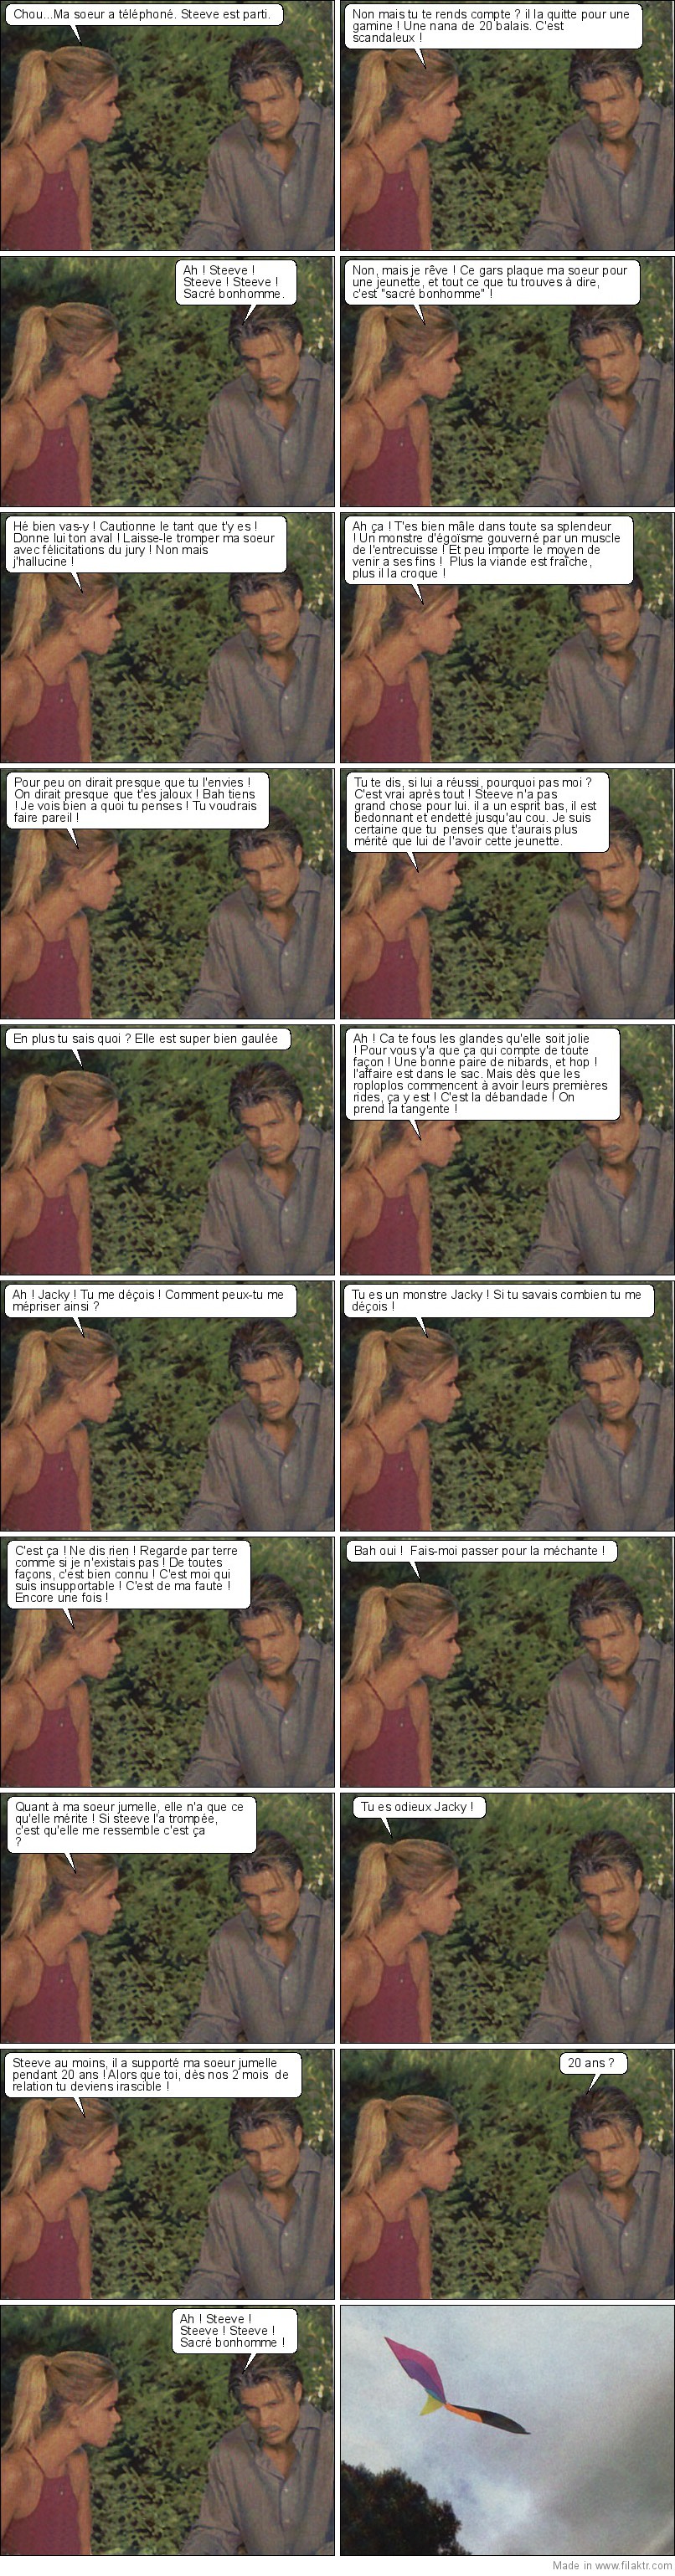 Chou...Ma soeur a téléphoné. Steeve est parti.
Non mais tu te rends compte ? il la quitte pour une
gamine ! Une nana de 20 balais. C'est
scandaleux !
Ah ! Steeve !
Steeve ! Steeve !
Sacré bonhomme.
Non, mais je rêve ! Ce gars plaque ma soeur pour
une jeunette, et tout ce que tu trouves à dire,
c'est "sacré bonhomme" !
Hé bien vas-y ! Cautionne le tant que t'y es !
Donne lui ton aval ! Laisse-le tromper ma soeur
avec félicitations du jury ! Non mais
j'hallucine !
Ah ça ! T'es bien mâle dans toute sa splendeur
! Un monstre d'égoïsme gouverné par un muscle
de l'entrecuisse ! Et peu importe le moyen de
venir a ses fins ! Plus la viande est fraîche,
plus il la croque !
Pour peu on dirait presque que tu l'envies !
On dirait presque que t'es jaloux ! Bah tiens
! Je vois bien a quoi tu penses ! Tu voudrais
faire pareil !
Tu te dis, si lui a réussi, pourquoi pas moi ?
C'est vrai après tout ! Steeve n'a pas
grand chose pour lui. il a un esprit bas, il est
bedonnant et endetté jusqu'au cou. Je suis
certaine que tu penses que t'aurais plus
mérité que lui de l'avoir cette jeunette.
En plus tu sais quoi ? Elle est super bien gaulée
Ah ! Ca te fous les glandes qu'elle soit jolie
! Pour vous y'a que ça qui compte de toute
façon ! Une bonne paire de nibards, et hop !
l'affaire est dans le sac. Mais dès que les
roploplos commencent à avoir leurs premières
rides, ça y est ! C'est la débandade ! On
prend la tangente !
Ah ! Jacky ! Tu me déçois ! Comment peux-tu me
mépriser ainsi ?
Tu es un monstre Jacky ! Si tu savais combien tu me
déçois !
C'est ça ! Ne dis rien ! Regarde par terre
comme si je n'existais pas ! De toutes
façons, c'est bien connu ! C'est moi qui
suis insupportable ! C'est de ma faute !
Encore une fois !
Bah oui ! Fais-moi passer pour la méchante !
Quant à ma soeur jumelle, elle n'a que ce
qu'elle mérite ! Si steeve l'a trompée,
c'est qu'elle me ressemble c'est ça
?
Tu es odieux Jacky !
Steeve au moins, il a supporté ma soeur jumelle
pendant 20 ans ! Alors que toi, dès nos 2 mois de
relation tu deviens irascible !
20 ans ?
Ah ! Steeve !
Steeve ! Steeve !
Sacré bonhomme !
Made in www.filaktr.com